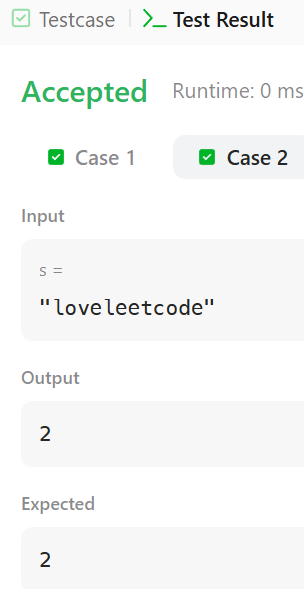 Testcase | Test Result
Accepted Runtime: 0 ms
Case 1 Case 2
Input
s =
"loveleetcode"
Output
2
Expected
2